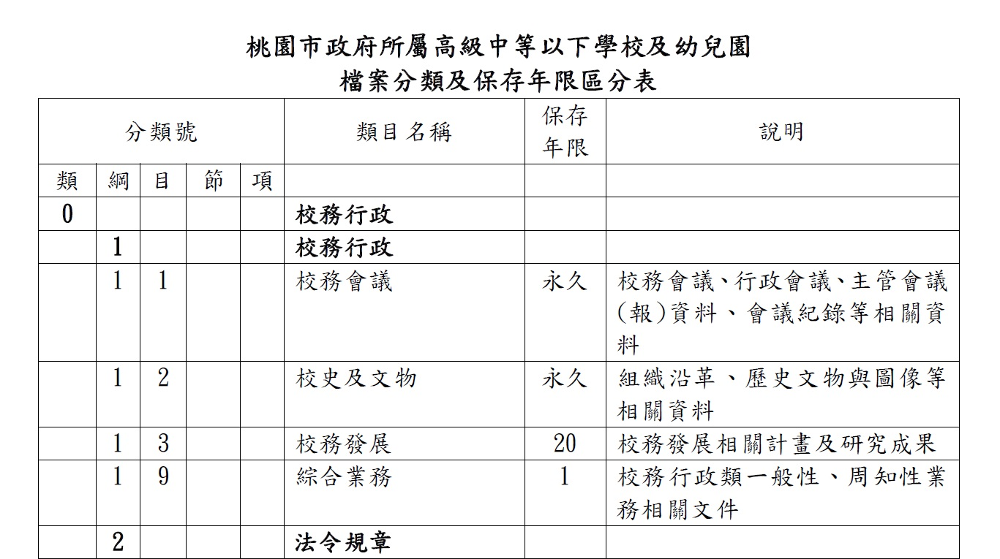 桃園市政府所屬高級中等以下學校及幼兒園
檔案分類及保存年限區分表
分類號 類目名稱 保存年限 說明
類 綱 目 節 項
0 校務行政
1 校務行政
1 1 校務會議 永久 校務會議、行政會議、主管會議
(報)資料、會議紀錄等相關資
料
1 2 校史及文物 永久 組織沿革、歷史文物與圖像等
相關資料
1 3 校務發展 20 校務發展相關計畫及研究成果
1 9 綜合業務 1 校務行政類一般性、周知性業
務相關文件
2 法令規章